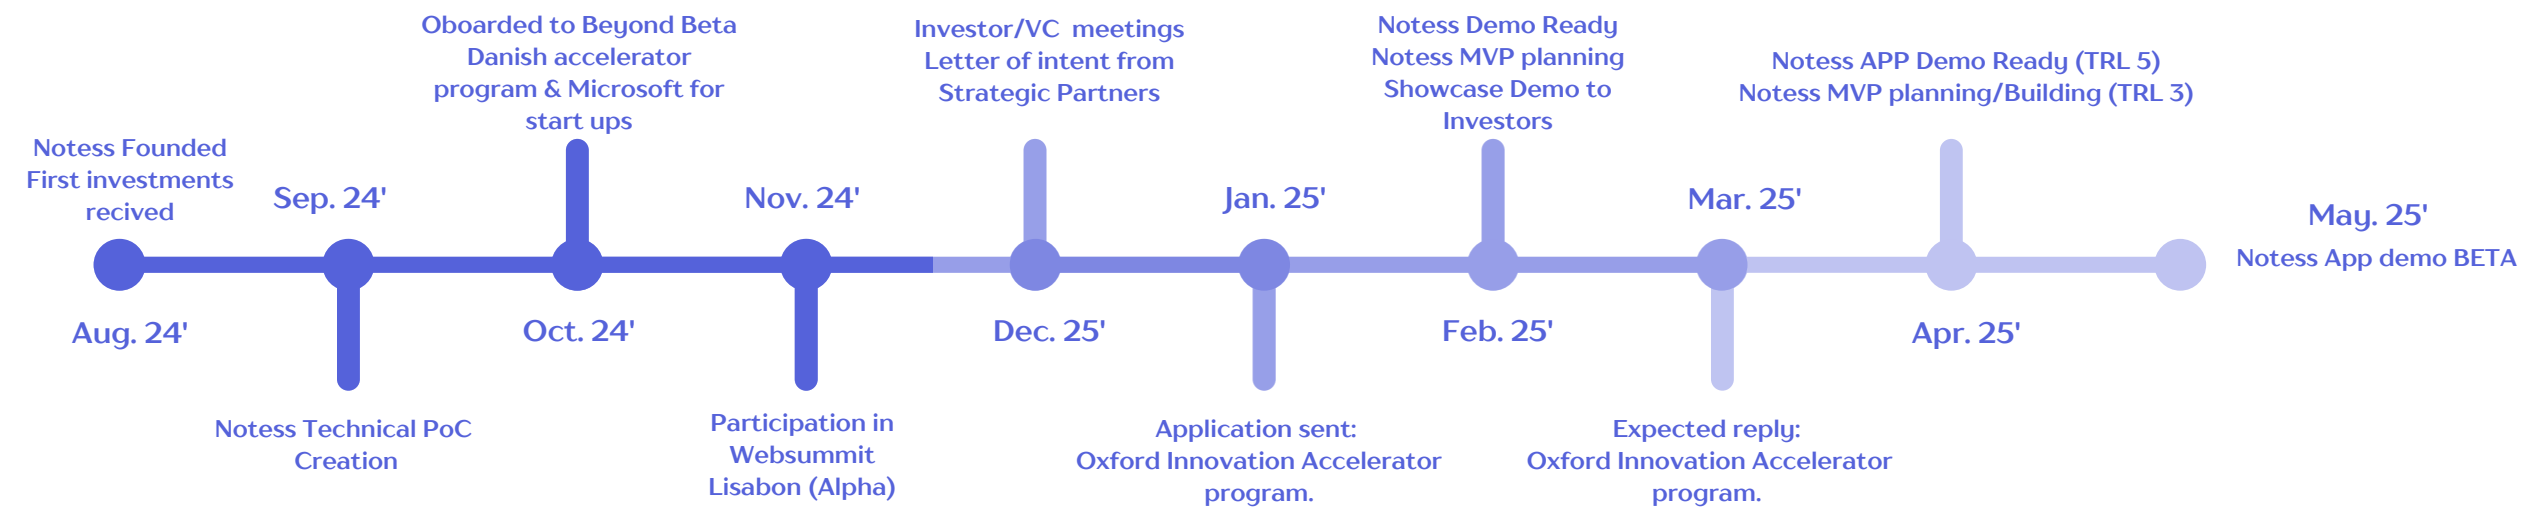 Notess Founded
First investments
recived
Aug. 24'
Sep. 24'
Notess Technical PoC
Creation
Oboarded to Beyond Beta
Danish accelerator
program & Microsoft for
start ups
Oct. 24'
Nov. 24'
Participation in
Websummit
Lisabon (Alpha)
Investor/VC meetings
Letter of intent from
Strategic Partners
Dec. 25'
Jan. 25'
Application sent:
Oxford Innovation Accelerator
program.
Notess Demo Ready
Notess MVP planning
Showcase Demo to
Investors
Feb. 25'
Mar. 25'
Expected reply:
Oxford Innovation Accelerator
program.
Notess APP Demo Ready (TRL 5)
Notess MVP planning/Building (TRL 3)
Apr. 25'
May. 25'
Notess App demo BETA